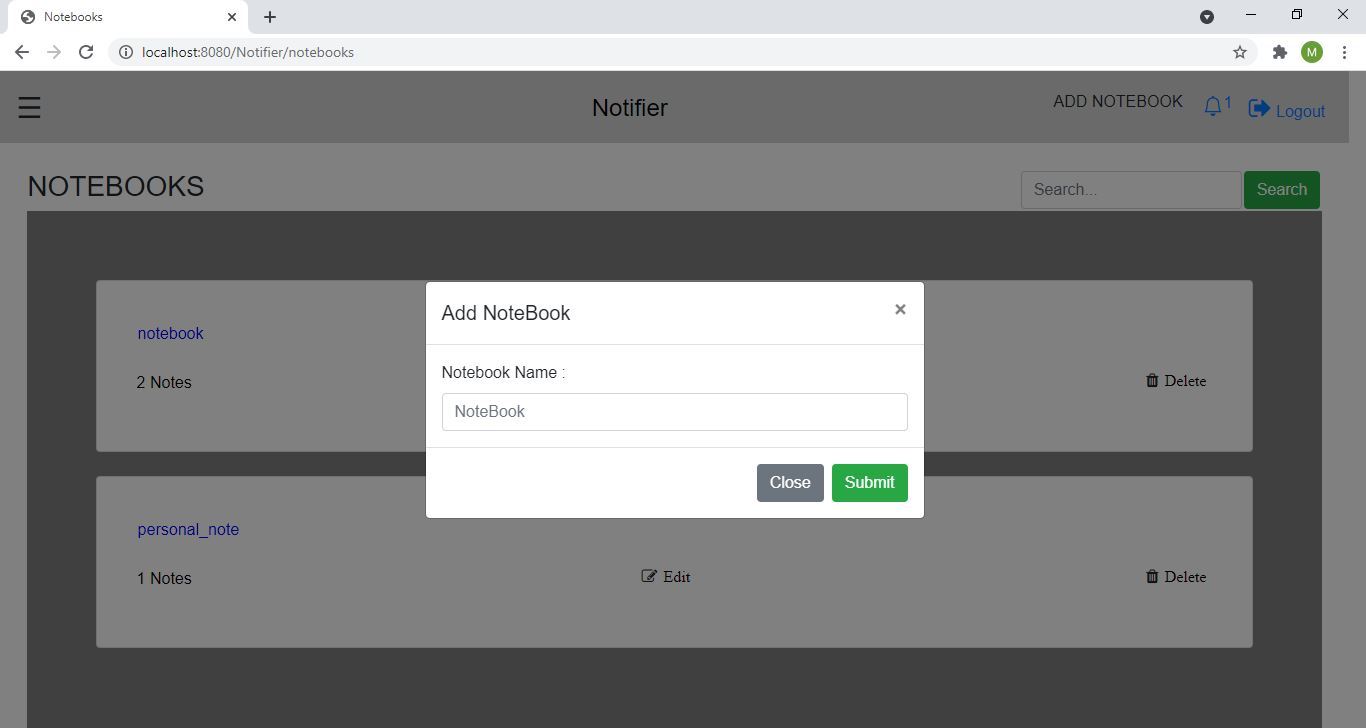 Notebooks
localhost:8080/Notifier/notebooks
M
☰ Notifier ADD NOTEBOOK 1 Logout
NOTEBOOKS
Search... Search
Add NoteBook ×
notebook
Notebook Name :
2 Notes Delete
NoteBook
Close Submit
personal_note
1 Notes Edit Delete